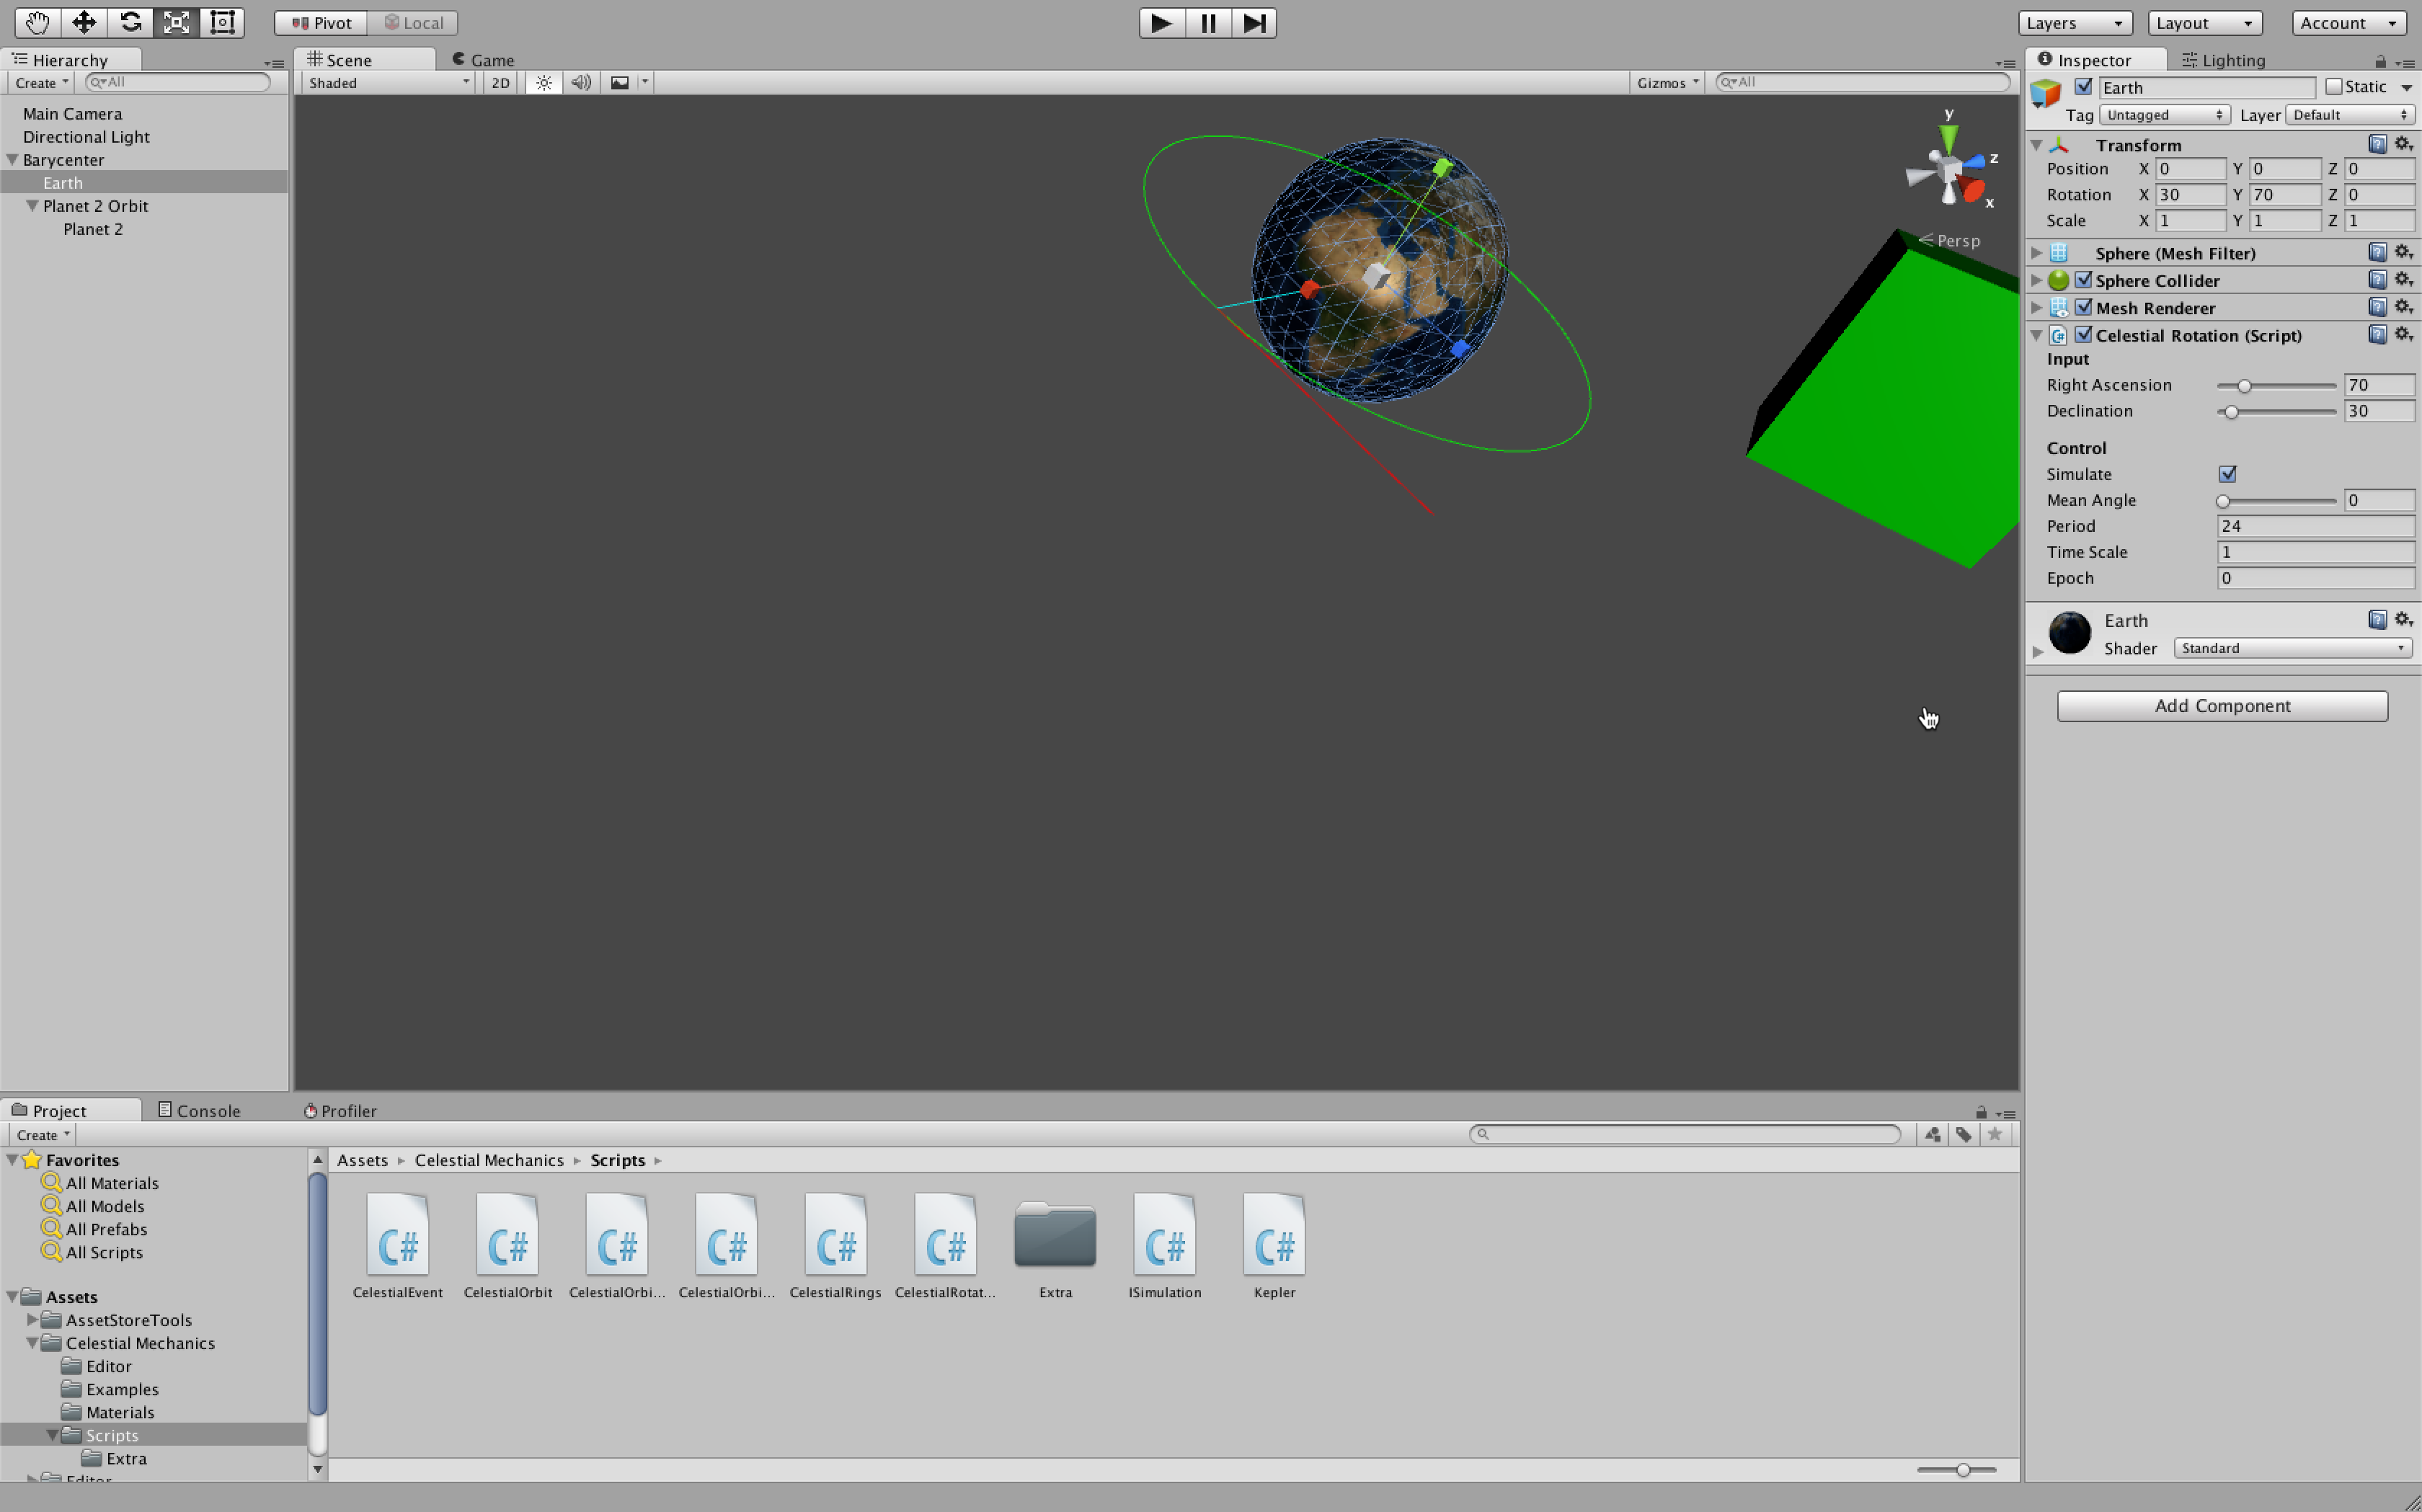 Pivot Local Layers Layout Account
Hierarchy
Create All
Main Camera
Directional Light
Barycenter
Earth
Planet 2 Orbit
Planet 2
Scene Game
Shaded 2D Gizmos All
y
z
x
Persp
Inspector Lighting
Earth Static
Tag Untagged Layer Default
Transform
Position X 0 Y 0 Z 0
Rotation X 30 Y 70 Z 0
Scale X 1 Y 1 Z 1
Sphere (Mesh Filter)
Sphere Collider
Mesh Renderer
C# Celestial Rotation (Script)
Input
Right Ascension 70
Declination 30
Control
Simulate
Mean Angle 0
Period 24
Time Scale 1
Epoch 0
Earth
Shader Standard
Add Component
Project Console Profiler
Create
Favorites
All Materials
All Models
All Prefabs
All Scripts
Assets
AssetStoreTools
Celestial Mechanics
Editor
Examples
Materials
Scripts
Extra
Editor
Assets Celestial Mechanics Scripts
C# C# C# C# C# C# C# C#
CelestialEvent CelestialOrbit CelestialOrbi... CelestialOrbi... CelestialRings CelestialRotat... Extra ISimulation Kepler